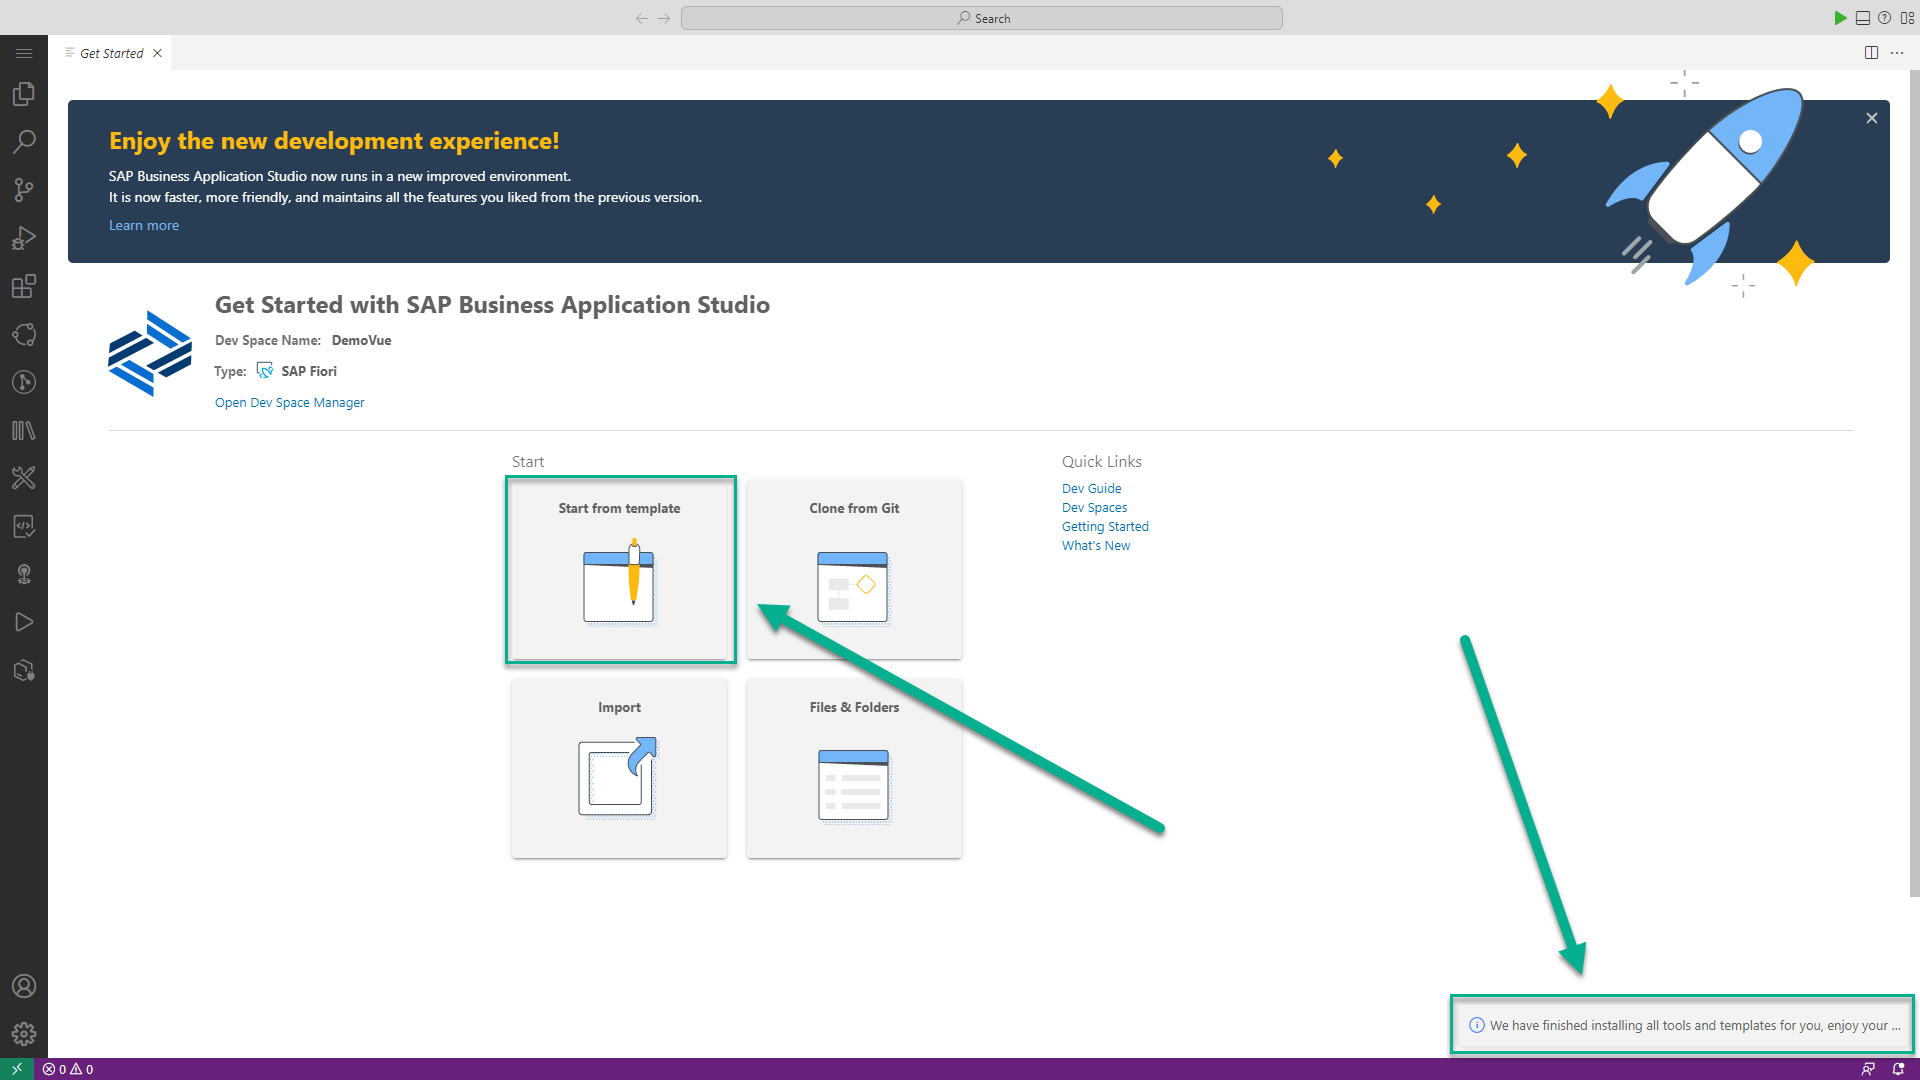 Search
Get Started
Enjoy the new development experience!
SAP Business Application Studio now runs in a new improved environment.
It is now faster, more friendly, and maintains all the features you liked from the previous version.
Learn more
Get Started with SAP Business Application Studio
Dev Space Name: DemoVue
Type: SAP Fiori
Open Dev Space Manager
Start
Start from template
Clone from Git
Import
Files & Folders
Quick Links
Dev Guide
Dev Spaces
Getting Started
What's New
We have finished installing all tools and templates for you, enjoy your ...
0 0